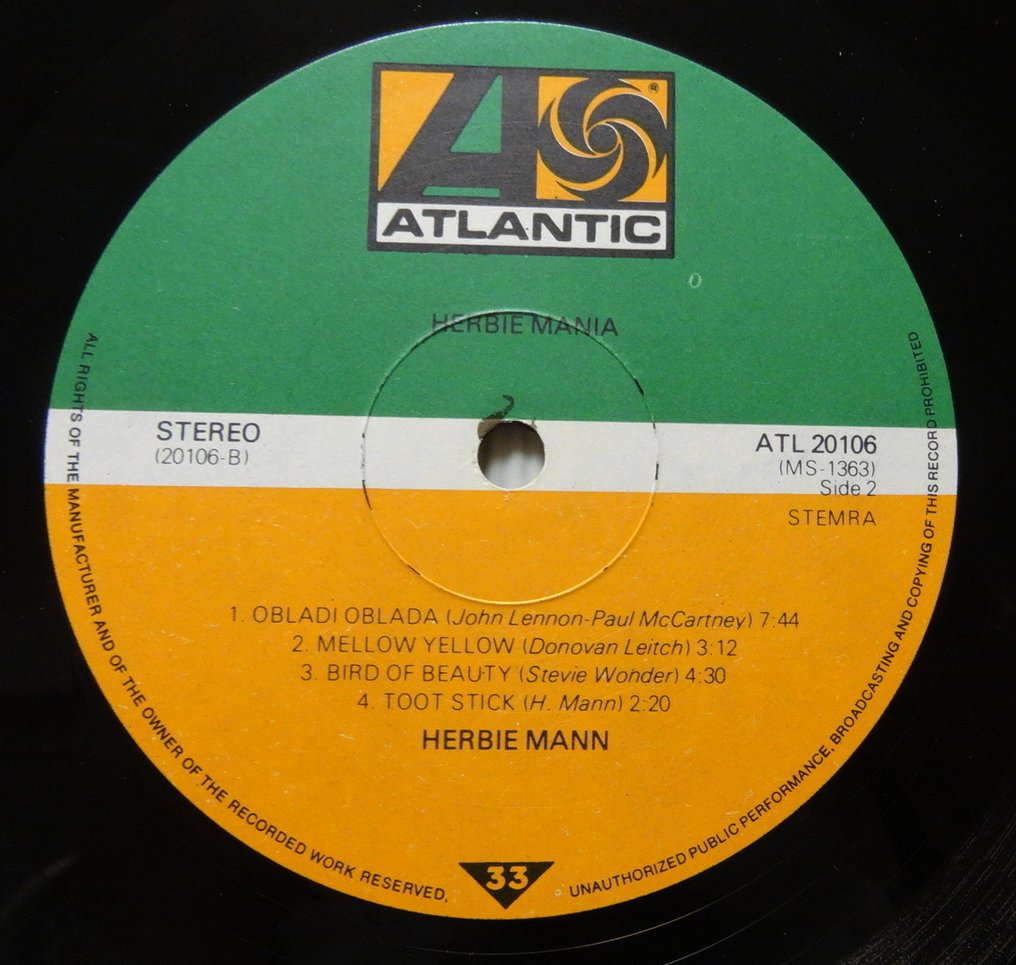 ®
ATLANTIC
HERBIE MANIA
STEREO
(20106-B)
ATL 20106
(MS-1363)
Side 2
STEMRA
1. OBLADI OBLADA (John Lennon-Paul McCartney) 7:44
2. MELLOW YELLOW (Donovan Leitch) 3:12
3. BIRD OF BEAUTY (Stevie Wonder) 4:30
4. TOOT STICK (H. Mann) 2:20
HERBIE MANN
33
ALL RIGHTS OF THE MANUFACTURER AND OF THE OWNER OF THE RECORDED WORK RESERVED,
UNAUTHORIZED PUBLIC PERFORMANCE, BROADCASTING AND COPYING OF THIS RECORD PROHIBITED